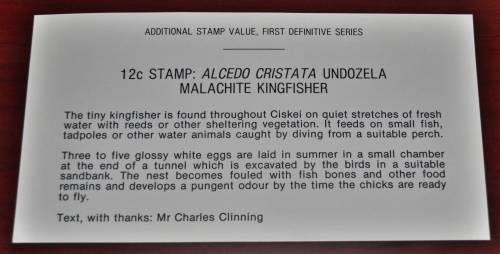 ADDITIONAL STAMP VALUE, FIRST DEFINITIVE SERIES
12c STAMP: ALCEDO CRISTATA UNDOZELA
MALACHITE KINGFISHER
The tiny kingfisher is found throughout Ciskei on quiet stretches of fresh
water with reeds or other sheltering vegetation. It feeds on small fish,
tadpoles or other water animals caught by diving from a suitable perch.
Three to five glossy white eggs are laid in summer in a small chamber
at the end of a tunnel which is excavated by the birds in a suitable
sandbank. The nest becomes fouled with fish bones and other food
remains and develops a pungent odour by the time the chicks are ready
to fly.
Text, with thanks: Mr Charles Clinning